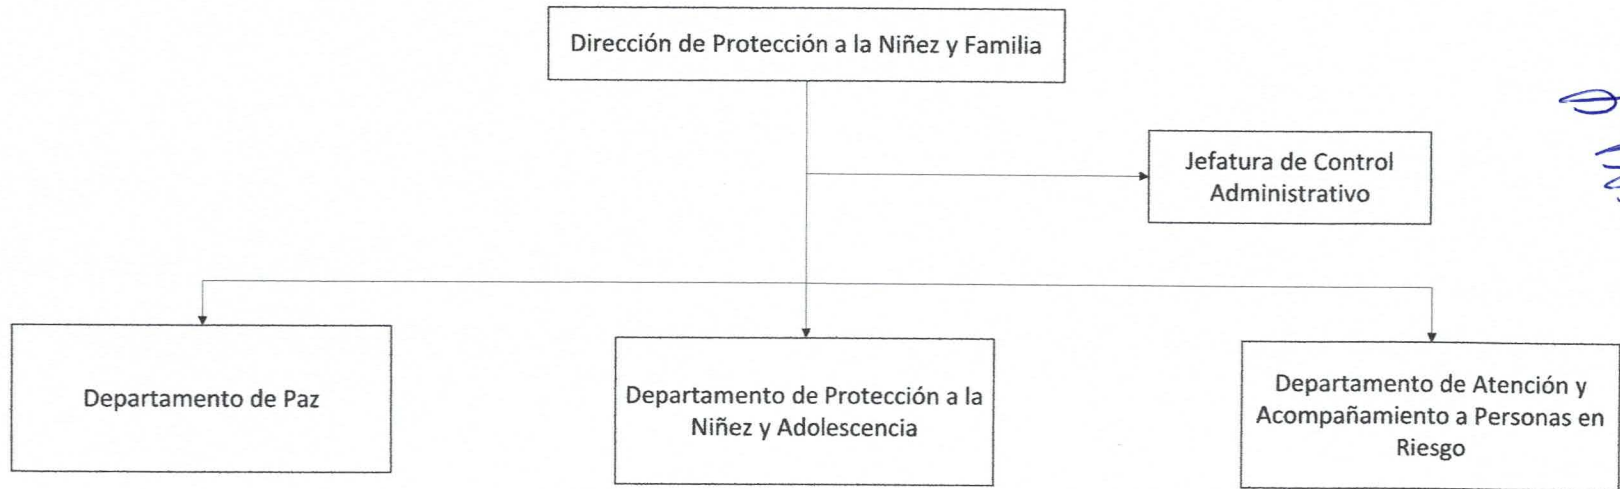 Dirección de Protección a la Niñez y Familia
Jefatura de Control
Administrativo
Departamento de Paz
Departamento de Protección a la
Niñez y Adolescencia
Departamento de Atención y
Acompañamiento a Personas en
Riesgo